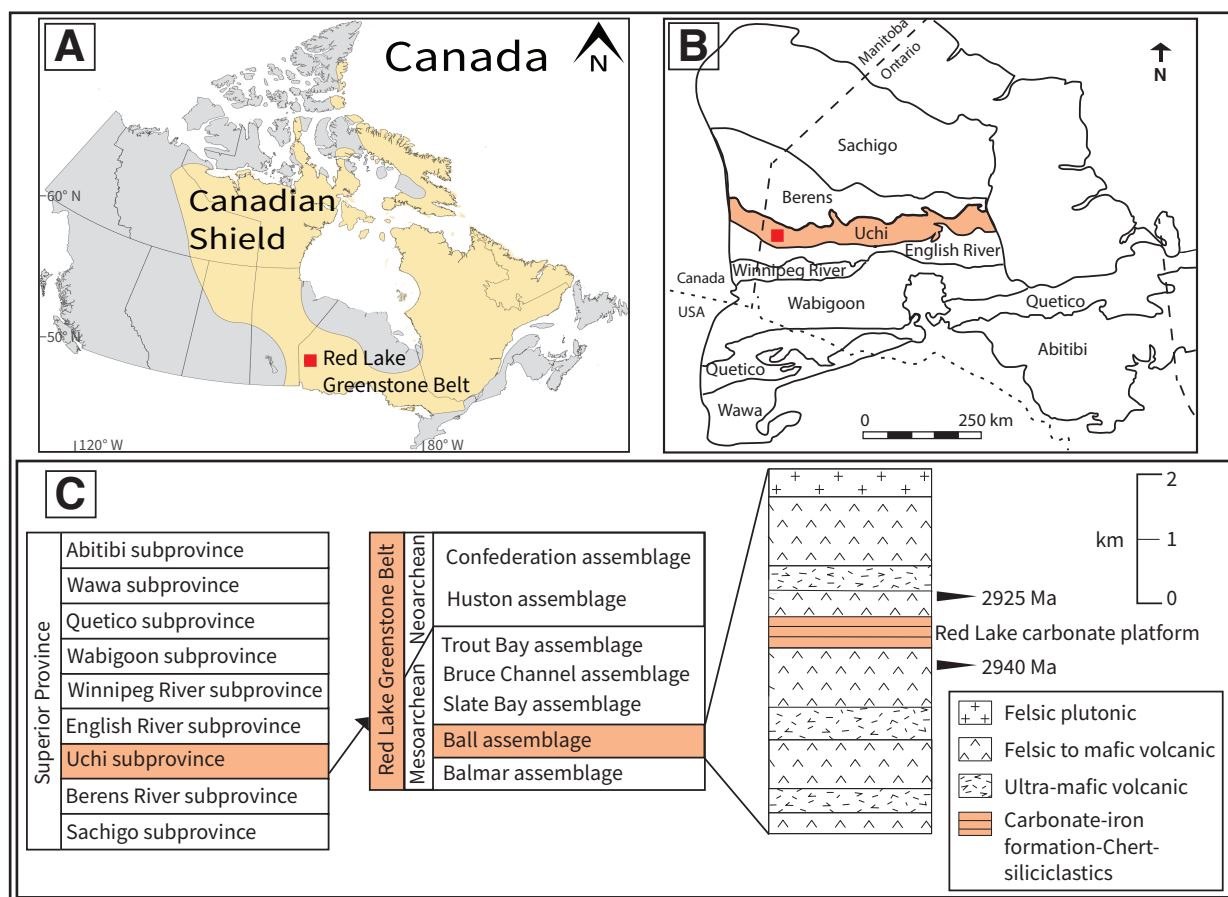 A
Canada
N
Canadian
Shield
60° N
50° N
Red Lake
Greenstone Belt
120° W
80° W
B
Manitoba
Ontario
N
Sachigo
Berens
Uchi
English River
Winnipeg River
Canada
USA
Wabigoon
Quetico
Abitibi
Quetico
Wawa
0 250 km
C
Superior Province
Abitibi subprovince
Wawa subprovince
Quetico subprovince
Wabigoon subprovince
Winnipeg River subprovince
English River subprovince
Uchi subprovince
Berens River subprovince
Sachigo subprovince
Red Lake Greenstone Belt
Mesoarchean Neoarchean
Confederation assemblage
Huston assemblage
Trout Bay assemblage
Bruce Channel assemblage
Slate Bay assemblage
Ball assemblage
Balmar assemblage
2
km 1
0
2925 Ma
Red Lake carbonate platform
2940 Ma
Felsic plutonic
Felsic to mafic volcanic
Ultra-mafic volcanic
Carbonate-iron
formation-Chert-
siliciclastics